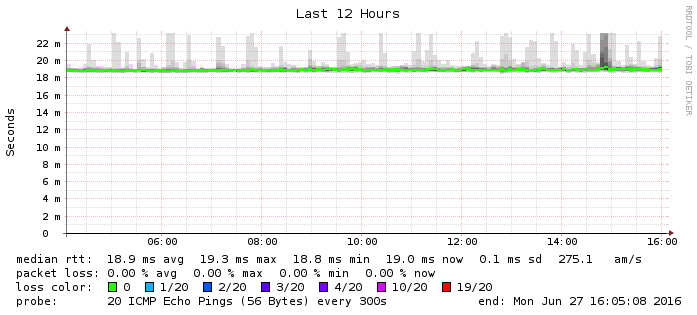 Last 12 Hours
RRDTOOL / TOBI OETIKER
Seconds
22 m
20 m
18 m
16 m
14 m
12 m
10 m
8 m
6 m
4 m
2 m
0
06:00 08:00 10:00 12:00 14:00 16:00
median rtt: 18.9 ms avg 19.3 ms max 18.8 ms min 19.0 ms now 0.1 ms sd 275.1 am/s
packet loss: 0.00 % avg 0.00 % max 0.00 % min 0.00 % now
loss color: 0 1/20 2/20 3/20 4/20 10/20 19/20
probe: 20 ICMP Echo Pings (56 Bytes) every 300s end: Mon Jun 27 16:05:08 2016